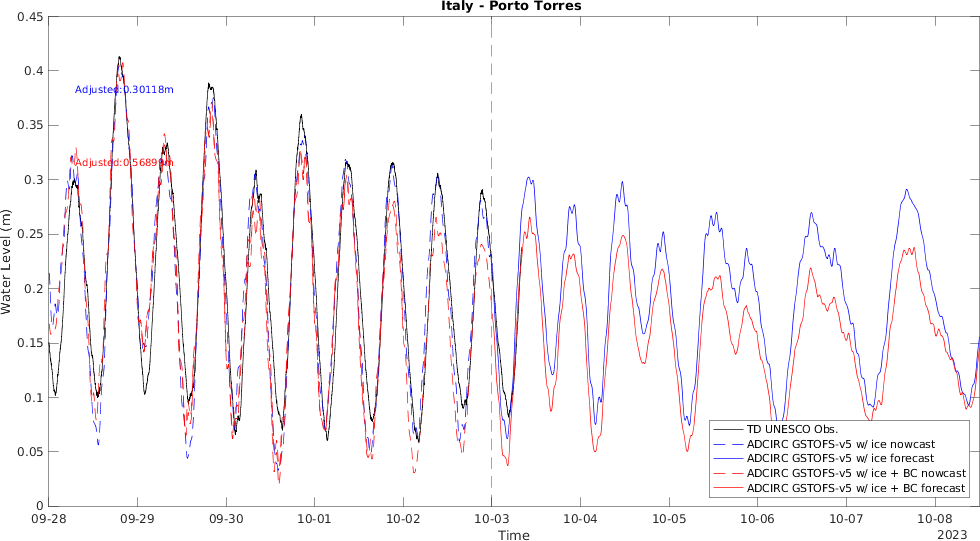 Italy - Porto Torres
0.45
0.4
0.35
0.3
0.25
0.2
0.15
0.1
0.05
0
Water Level (m)
Adjusted:0.30118m
TD UNESCO Obs.
ADCIRC GSTOFS-v5 w/ ice nowcast
ADCIRC GSTOFS-v5 w/ ice forecast
ADCIRC GSTOFS-v5 w/ ice + BC nowcast
ADCIRC GSTOFS-v5 w/ ice + BC forecast
09-28 09-29 09-30 10-01 10-02 10-03 10-04 10-05 10-06 10-07 10-08
Time
2023